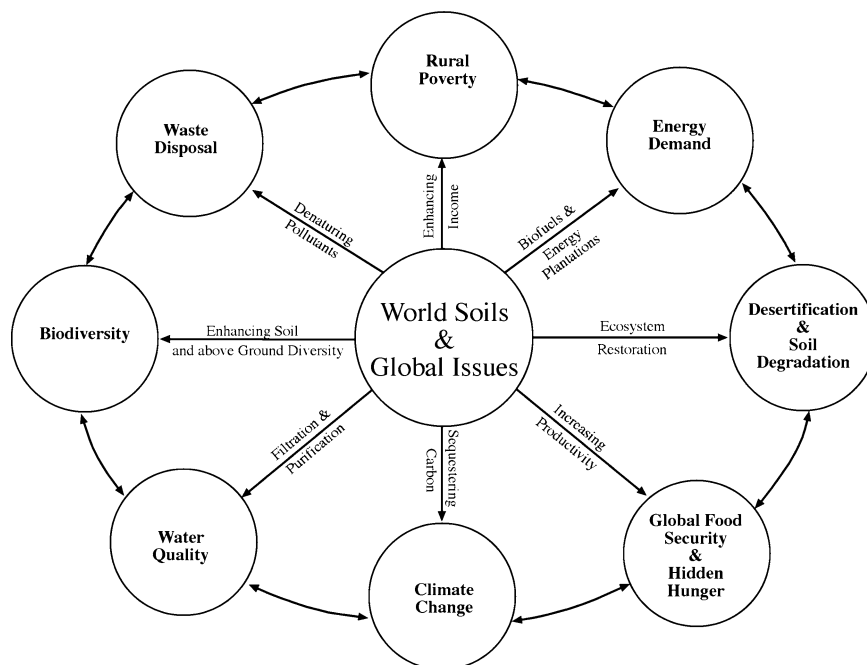 Rural
Poverty
Waste
Disposal
Energy
Demand
Denaturing
Pollutants
Enhancing
Income
Biofuels &
Energy
Plantations
Biodiversity
Enhancing Soil
and above Ground Diversity
World Soils
&
Global Issues
Ecosystem
Restoration
Desertification
&
Soil
Degradation
Filtration &
Purification
Sequestering
Carbon
Increasing
Productivity
Water
Quality
Climate
Change
Global Food
Security
&
Hidden
Hunger